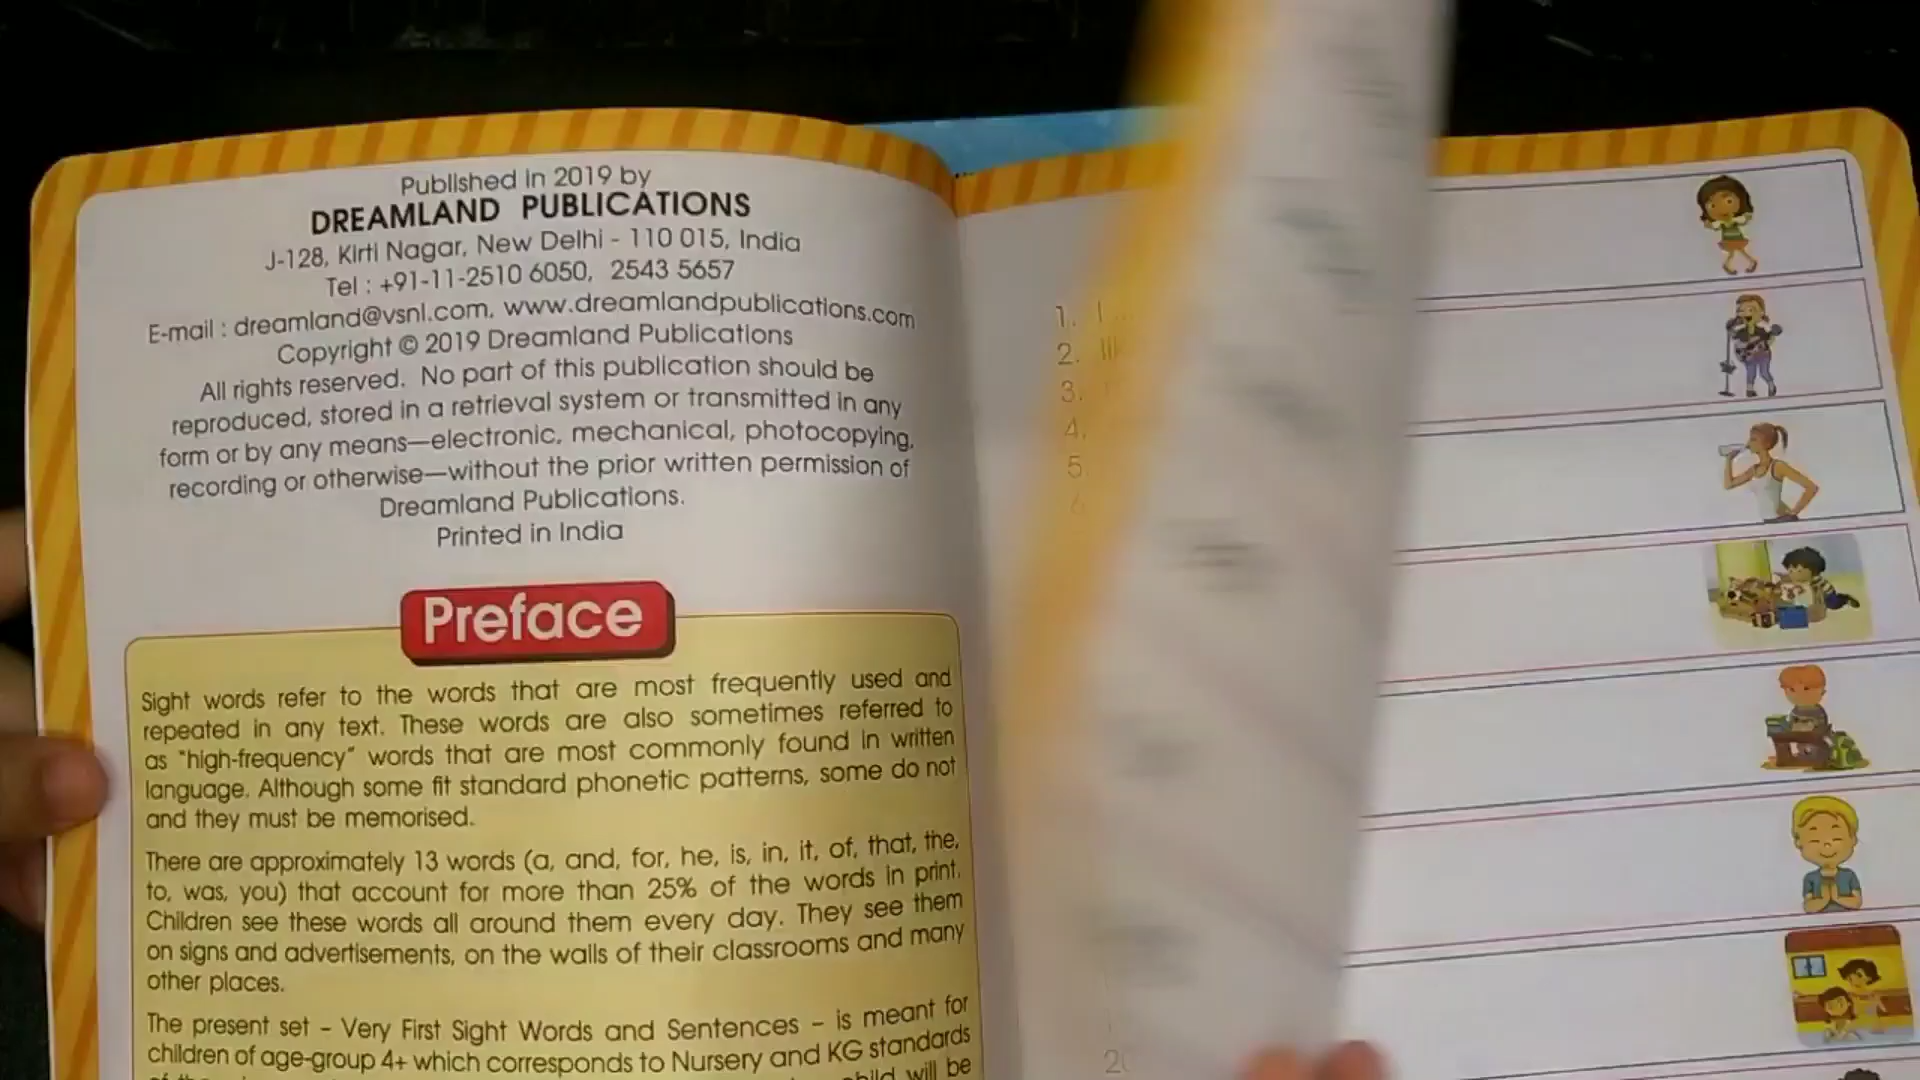 Published in 2019 by
DREAMLAND PUBLICATIONS
J-128, Kirti Nagar, New Delhi - 110 015, India
Tel : +91-11-2510 6050, 2543 5657
E-mail : dreamland@vsnl.com, www.dreamlandpublications.com
Copyright © 2019 Dreamland Publications
All rights reserved. No part of this publication should be
reproduced, stored in a retrieval system or transmitted in any
form or by any means—electronic, mechanical, photocopying,
recording or otherwise—without the prior written permission of
Dreamland Publications.
Printed in India
Preface
Sight words refer to the words that are most frequently used and
repeated in any text. These words are also sometimes referred to
as "high-frequency" words that are most commonly found in written
language. Although some fit standard phonetic patterns, some do not
and they must be memorised.
There are approximately 13 words (a, and, for, he, is, in, it, of, that, the,
to, was, you) that account for more than 25% of the words in print.
Children see these words all around them every day. They see them
on signs and advertisements, on the walls of their classrooms and many
other places.
The present set – Very First Sight Words and Sentences – is meant for
children of age-group 4+ which corresponds to Nursery and KG standards
child will be
1. I
2.
3.
4.
5.
6